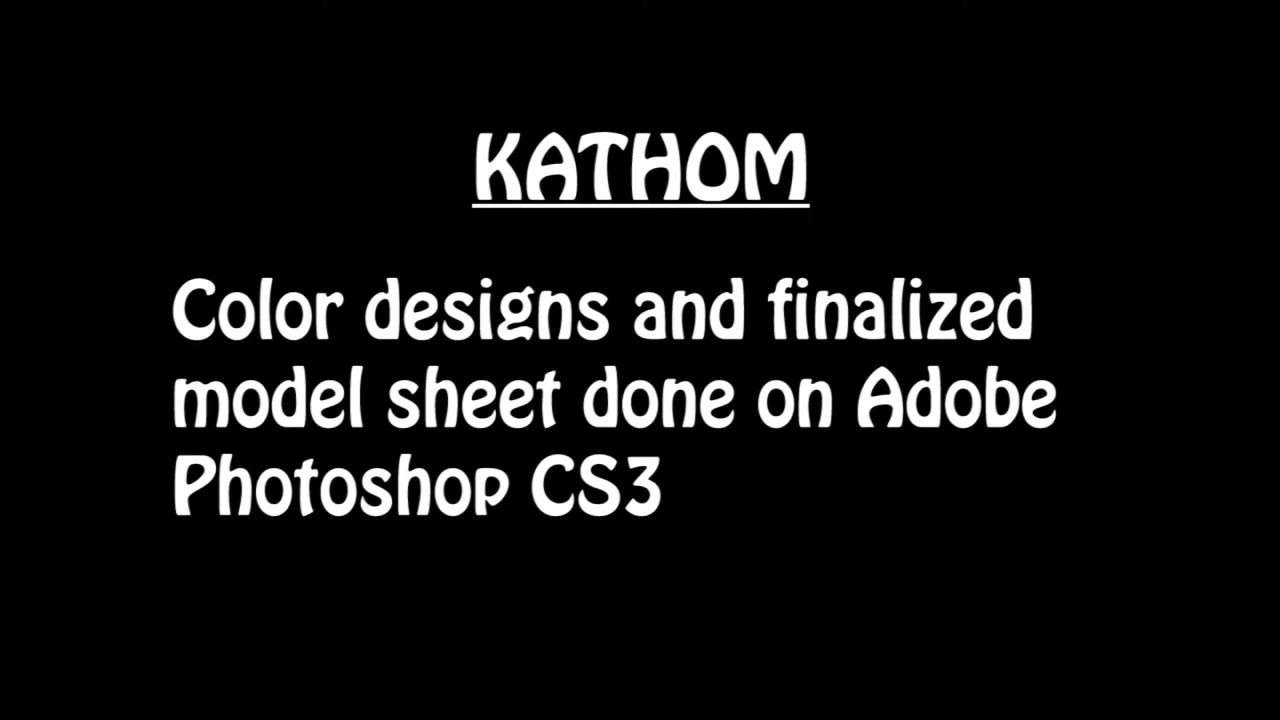 KATHOM
Color designs and finalized
model sheet done on Adobe
Photoshop CS3